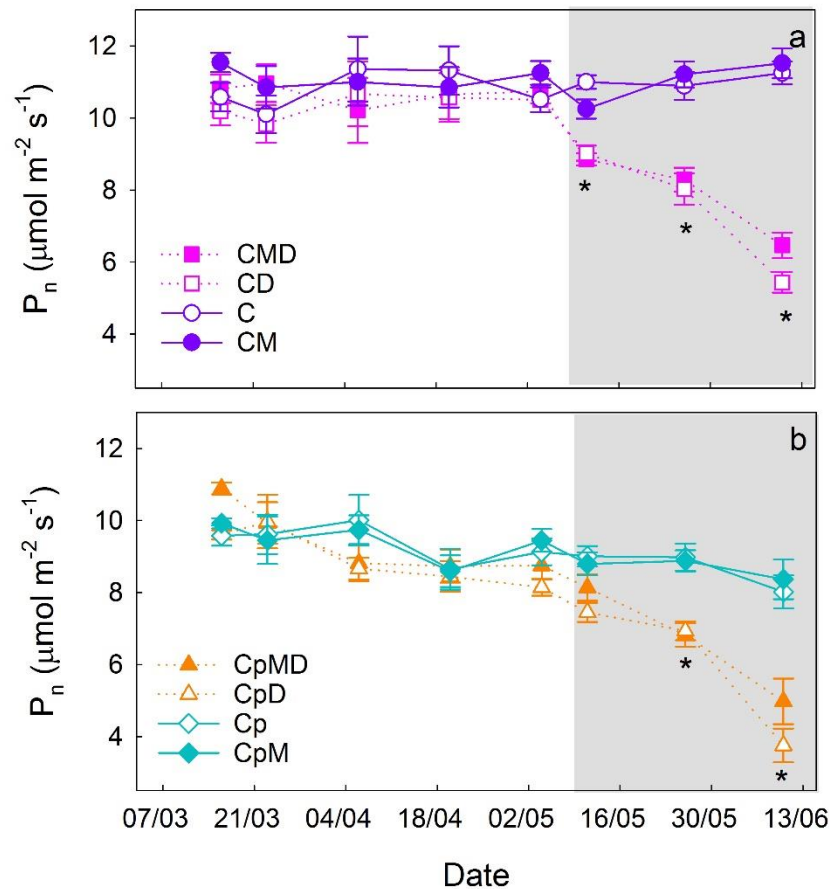 a
12
10
8
6
4
P_n (μmol m⁻² s⁻¹)
CMD
CD
C
CM
*
*
*
b
12
10
8
6
4
P_n (μmol m⁻² s⁻¹)
CpMD
CpD
Cp
CpM
*
*
07/03 21/03 04/04 18/04 02/05 16/05 30/05 13/06
Date